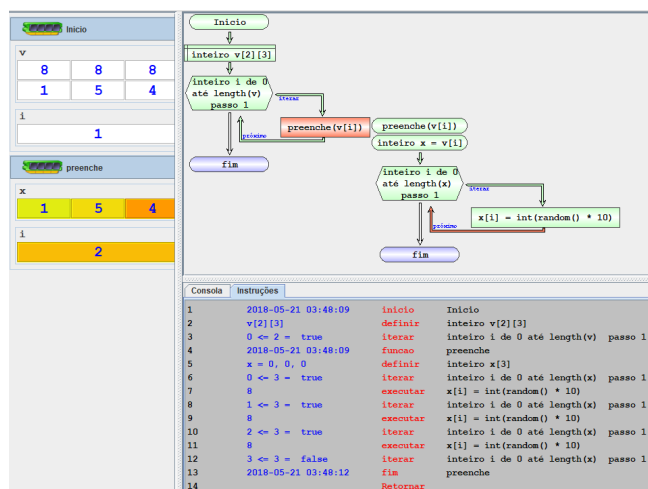 Inicio
v
8 8 8
1 5 4
i
1
preenche
x
1 5 4
i
2
Inicio
inteiro v[2][3]
inteiro i de 0
até length(v)
passo 1
iterar
preenche(v[i])
próximo
fim
preenche(v[i])
inteiro x = v[i]
inteiro i de 0
até length(x)
passo 1
iterar
x[i] = int(random() * 10)
próximo
fim
Consola Instruções
1 2018-05-21 03:48:09 inicio Inicio
2 v[2][3] definir inteiro v[2][3]
3 0 <= 2 = true iterar inteiro i de 0 até length(v) passo 1
4 2018-05-21 03:48:09 funcao preenche
5 x = 0, 0, 0 definir inteiro x[3]
6 0 <= 3 = true iterar inteiro i de 0 até length(x) passo 1
7 8 executar x[i] = int(random() * 10)
8 1 <= 3 = true iterar inteiro i de 0 até length(x) passo 1
9 8 executar x[i] = int(random() * 10)
10 2 <= 3 = true iterar inteiro i de 0 até length(x) passo 1
11 8 executar x[i] = int(random() * 10)
12 3 <= 3 = false iterar inteiro i de 0 até length(x) passo 1
13 2018-05-21 03:48:12 fim preenche
14 Retornar